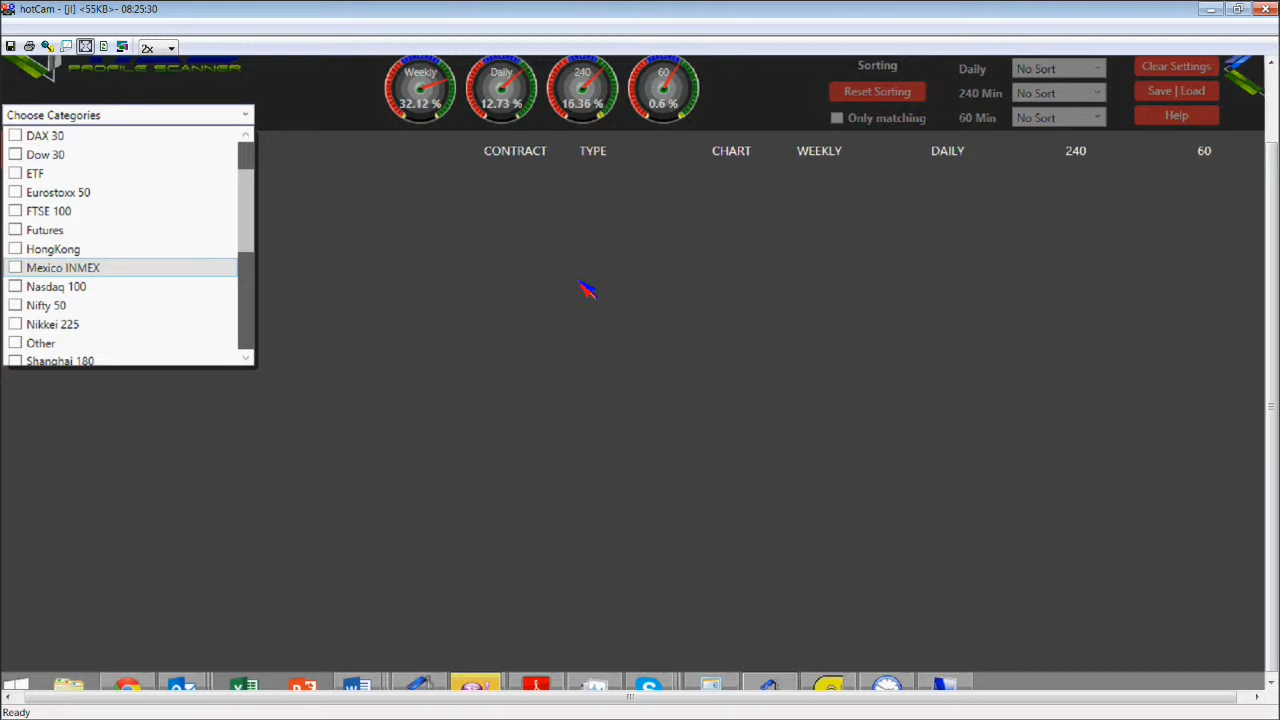 hotCam - [jl] <55KB>- 08:25:30
2x
PROFILE SCANNER
Weekly
32.12 %
Daily
12.73 %
240
16.36 %
60
0.6 %
Sorting
Reset Sorting
Only matching
Daily No Sort
240 Min No Sort
60 Min No Sort
Clear Settings
Save | Load
Help
Choose Categories
DAX 30
Dow 30
ETF
Eurostoxx 50
FTSE 100
Futures
HongKong
Mexico INMEX
Nasdaq 100
Nifty 50
Nikkei 225
Other
Shanghai 180
CONTRACT TYPE CHART WEEKLY DAILY 240 60
Ready